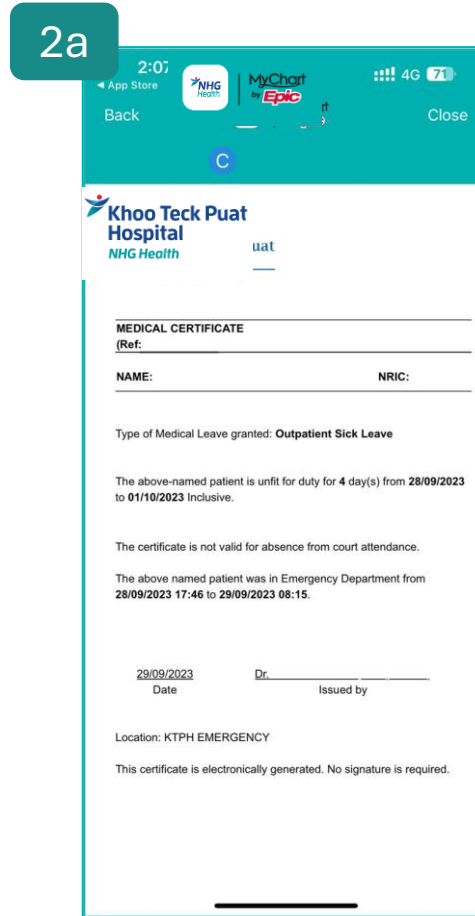 2a
2:07
App Store
NHG
Health
MyChart
by Epic
4G 71
Back
Close
C
Khoo Teck Puat
Hospital
NHG Health
uat
MEDICAL CERTIFICATE
(Ref:
NAME: NRIC:
Type of Medical Leave granted: Outpatient Sick Leave
The above-named patient is unfit for duty for 4 day(s) from 28/09/2023
to 01/10/2023 Inclusive.
The certificate is not valid for absence from court attendance.
The above named patient was in Emergency Department from
28/09/2023 17:46 to 29/09/2023 08:15.
29/09/2023 Dr.
Date Issued by
Location: KTPH EMERGENCY
This certificate is electronically generated. No signature is required.